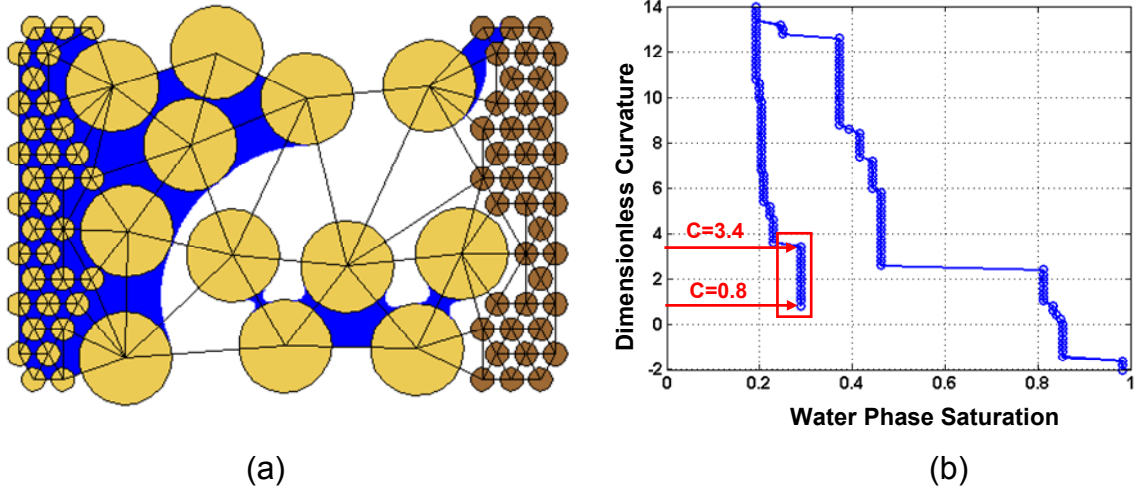 14
12
10
8
6
4
2
0
-2
Dimensionless Curvature
C=3.4
C=0.8
0
0.2
0.4
0.6
0.8
1
Water Phase Saturation
(a)
(b)